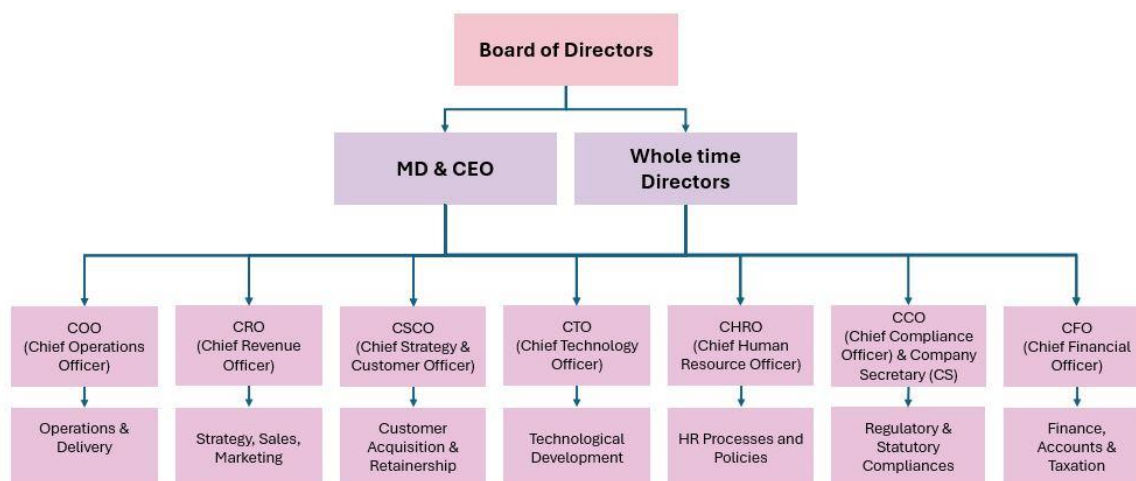 Board of Directors
MD & CEO
Whole time
Directors
COO
(Chief Operations
Officer)
CRO
(Chief Revenue
Officer)
CSCO
(Chief Strategy &
Customer Officer)
CTO
(Chief Technology
Officer)
CHRO
(Chief Human
Resource Officer)
CCO
(Chief Compliance
Officer) & Company
Secretary (CS)
CFO
(Chief Financial
Officer)
Operations &
Delivery
Strategy, Sales,
Marketing
Customer
Acquisition &
Retainership
Technological
Development
HR Processes and
Policies
Regulatory &
Statutory
Compliances
Finance,
Accounts &
Taxation